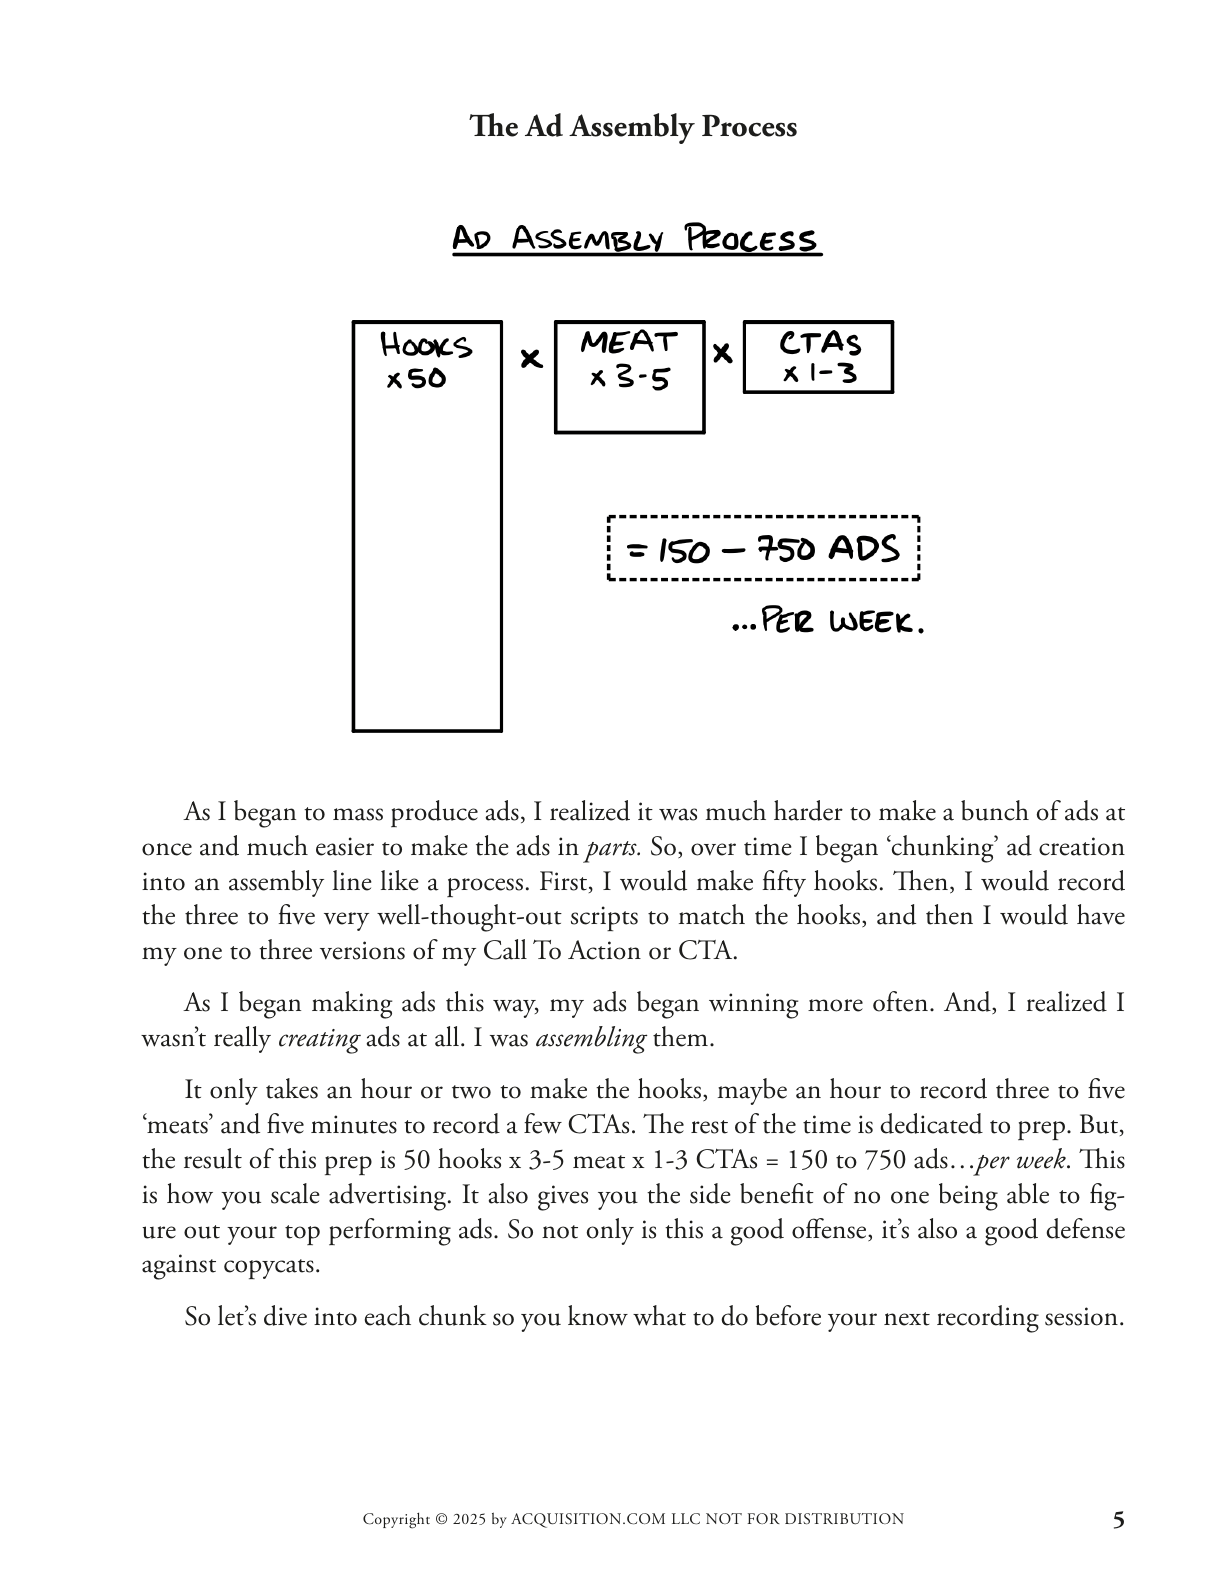 The Ad Assembly Process
AD ASSEMBLY PROCESS
HOOKS
x 50
x
MEAT
x 3-5
x
CTAs
x 1-3
= 150 – 750 ADS
...PER WEEK.
As I began to mass produce ads, I realized it was much harder to make a bunch of ads at
once and much easier to make the ads in parts. So, over time I began ‘chunking’ ad creation
into an assembly line like a process. First, I would make fifty hooks. Then, I would record
the three to five very well-thought-out scripts to match the hooks, and then I would have
my one to three versions of my Call To Action or CTA.
As I began making ads this way, my ads began winning more often. And, I realized I
wasn’t really creating ads at all. I was assembling them.
It only takes an hour or two to make the hooks, maybe an hour to record three to five
‘meats’ and five minutes to record a few CTAs. The rest of the time is dedicated to prep. But,
the result of this prep is 50 hooks x 3-5 meat x 1-3 CTAs = 150 to 750 ads…per week. This
is how you scale advertising. It also gives you the side benefit of no one being able to fig-
ure out your top performing ads. So not only is this a good offense, it’s also a good defense
against copycats.
So let’s dive into each chunk so you know what to do before your next recording session.
Copyright © 2025 by ACQUISITION.COM LLC NOT FOR DISTRIBUTION
5